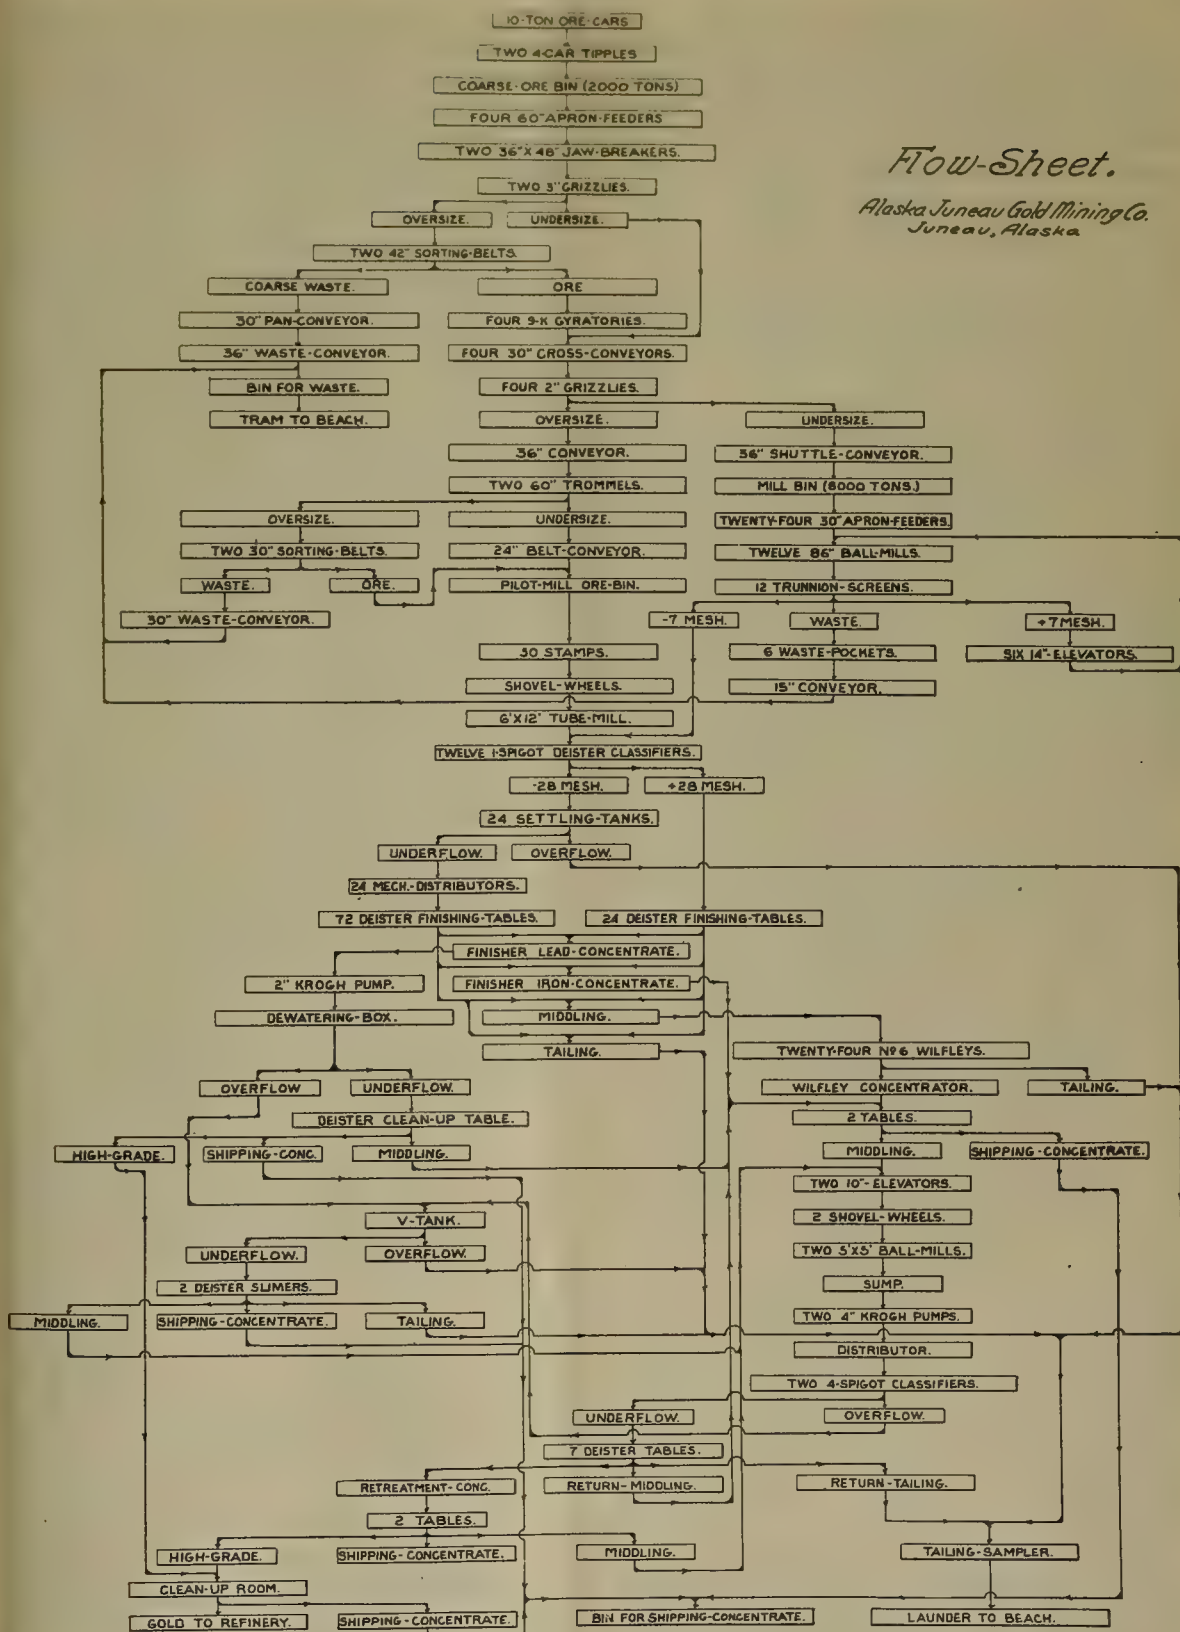 10-TON ORE-CARS
TWO 4-CAR TIPPLES
COARSE-ORE BIN (2000 TONS)
FOUR 60" APRON-FEEDERS
TWO 36" X 48" JAW-BREAKERS.
Flow-Sheet.
Alaska Juneau Gold Mining Co.
Juneau, Alaska
TWO 3" GRIZZLIES.
OVERSIZE.
UNDERSIZE.
TWO 42" SORTING-BELTS.
COARSE WASTE.
ORE
30" PAN-CONVEYOR.
FOUR 9-K GYRATORIES.
36" WASTE-CONVEYOR.
FOUR 30" CROSS-CONVEYORS.
BIN FOR WASTE.
FOUR 2" GRIZZLIES.
TRAM TO BEACH.
OVERSIZE.
UNDERSIZE.
36" CONVEYOR.
36" SHUTTLE-CONVEYOR.
TWO 60" TROMMELS.
MILL BIN (8000 TONS.)
OVERSIZE.
UNDERSIZE.
TWENTY-FOUR 30" APRON-FEEDERS.
TWO 30" SORTING-BELTS.
24" BELT-CONVEYOR.
TWELVE 86" BALL-MILLS.
WASTE.
ORE.
PILOT-MILL ORE-BIN.
12 TRUNNION-SCREENS.
30" WASTE-CONVEYOR.
-7 MESH.
WASTE.
+7 MESH.
30 STAMPS.
6 WASTE-POCKETS.
SIX 14"-ELEVATORS.
SHOVEL-WHEELS.
15" CONVEYOR.
6'X12" TUBE-MILL.
TWELVE 1-SPIGOT DEISTER CLASSIFIERS.
-28 MESH.
+28 MESH.
24 SETTLING-TANKS.
UNDERFLOW.
OVERFLOW.
24 MECH.-DISTRIBUTORS.
72 DEISTER FINISHING-TABLES.
24 DEISTER FINISHING-TABLES.
FINISHER LEAD-CONCENTRATE.
2" KROGH PUMP.
FINISHER IRON-CONCENTRATE.
DEWATERING-BOX.
MIDDLING.
TAILING.
TWENTY-FOUR Nº 6 WILFLEYS.
OVERFLOW
UNDERFLOW.
WILFLEY CONCENTRATOR.
TAILING.
DEISTER CLEAN-UP TABLE.
2 TABLES.
HIGH-GRADE.
SHIPPING-CONC.
MIDDLING.
MIDDLING.
SHIPPING-CONCENTRATE.
TWO 10"-ELEVATORS.
V-TANK.
2 SHOVEL-WHEELS.
UNDERFLOW.
OVERFLOW.
TWO 5'X5' BALL-MILLS.
2 DEISTER SLIMERS.
SUMP.
MIDDLING.
SHIPPING-CONCENTRATE.
TAILING.
TWO 4" KROGH PUMPS.
DISTRIBUTOR.
TWO 4-SPIGOT CLASSIFIERS.
UNDERFLOW.
OVERFLOW.
7 DEISTER TABLES.
RETREATMENT-CONC.
RETURN-MIDDLING.
RETURN-TAILING.
2 TABLES.
HIGH-GRADE.
SHIPPING-CONCENTRATE.
MIDDLING.
TAILING-SAMPLER.
CLEAN-UP ROOM.
GOLD TO REFINERY.
SHIPPING-CONCENTRATE.
BIN FOR SHIPPING-CONCENTRATE.
LAUNDER TO BEACH.